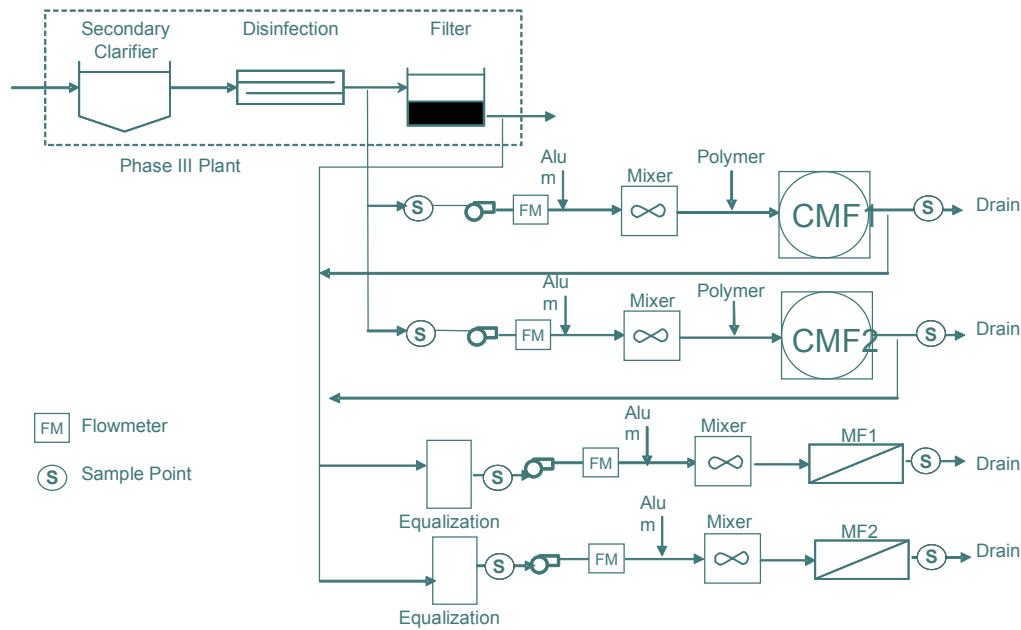 Secondary
Clarifier
Disinfection
Filter
Phase III Plant
S
FM
Alu
m
Mixer
Polymer
CMF1
S
Drain
S
FM
Alu
m
Mixer
Polymer
CMF2
S
Drain
FM
Flowmeter
S
Sample Point
Equalization
S
FM
Alu
m
Mixer
MF1
S
Drain
Equalization
S
FM
Alu
m
Mixer
MF2
S
Drain